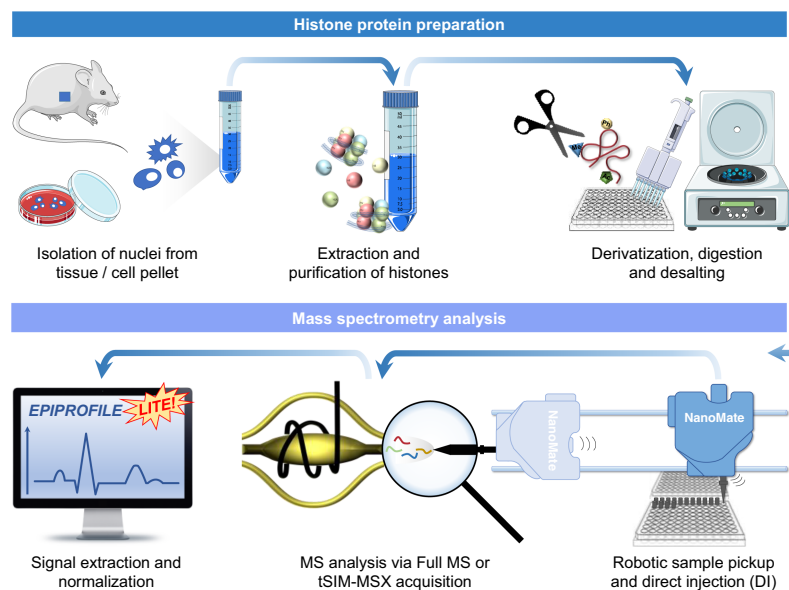 Histone protein preparation
Isolation of nuclei from
tissue / cell pellet
Extraction and
purification of histones
Derivatization, digestion
and desalting
Mass spectrometry analysis
EPIPROFILE
LITE!
NanoMate
NanoMate
Signal extraction and
normalization
MS analysis via Full MS or
tSIM-MSX acquisition
Robotic sample pickup
and direct injection (DI)